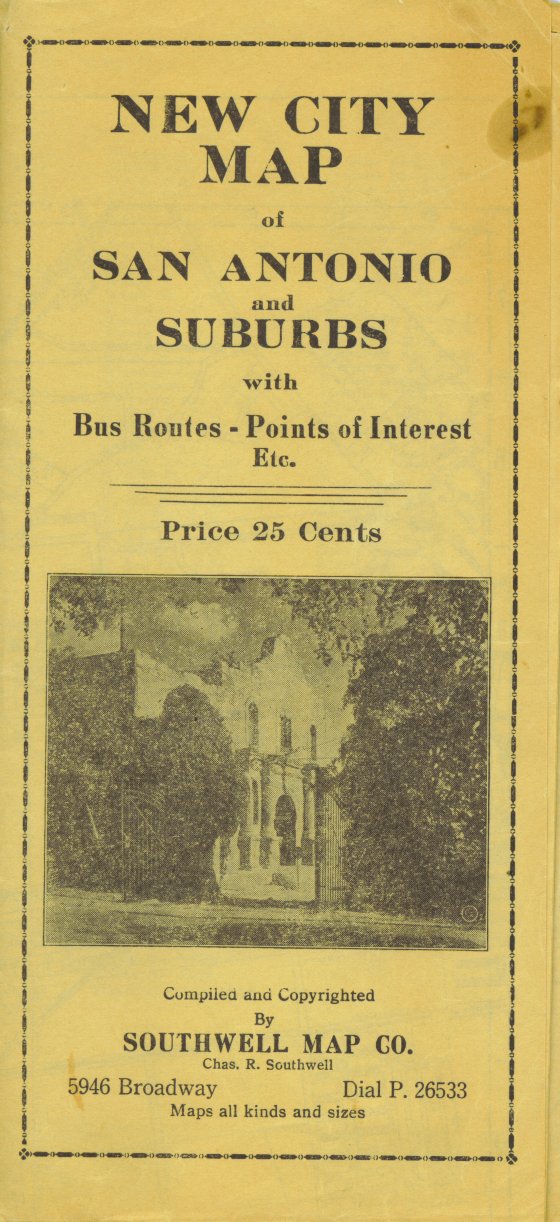 NEW CITY
MAP
of
SAN ANTONIO
and
SUBURBS
with
Bus Routes - Points of Interest
Etc.
Price 25 Cents
Compiled and Copyrighted
By
SOUTHWELL MAP CO.
Chas. R. Southwell
5946 Broadway Dial P. 26533
Maps all kinds and sizes